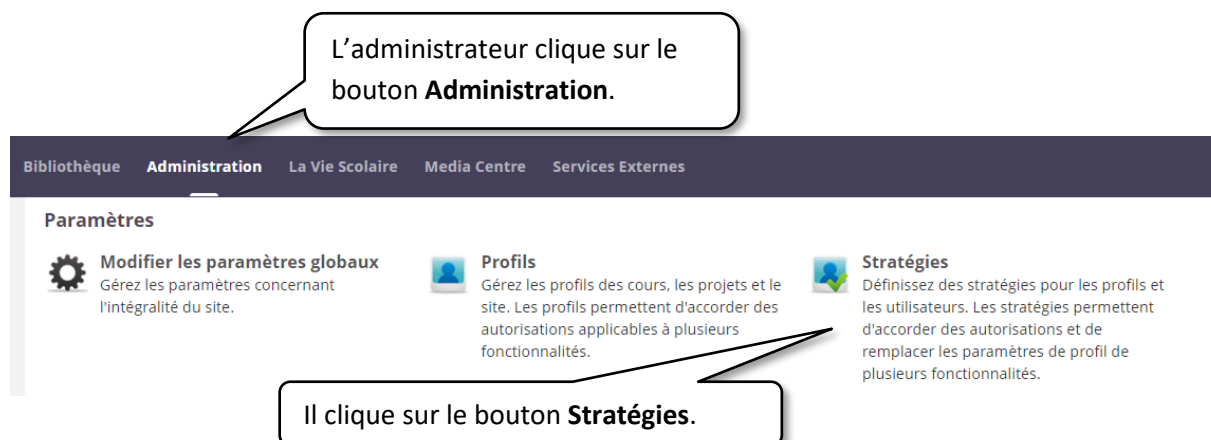 L’administrateur clique sur le
bouton Administration.
Bibliothèque Administration La Vie Scolaire Media Centre Services Externes
Paramètres
Modifier les paramètres globaux
Gérez les paramètres concernant
l'intégralité du site.
Profils
Gérez les profils des cours, les projets et le
site. Les profils permettent d'accorder des
autorisations applicables à plusieurs
fonctionnalités.
Stratégies
Définissez des stratégies pour les profils et
les utilisateurs. Les stratégies permettent
d'accorder des autorisations et de
remplacer les paramètres de profil de
plusieurs fonctionnalités.
Il clique sur le bouton Stratégies.